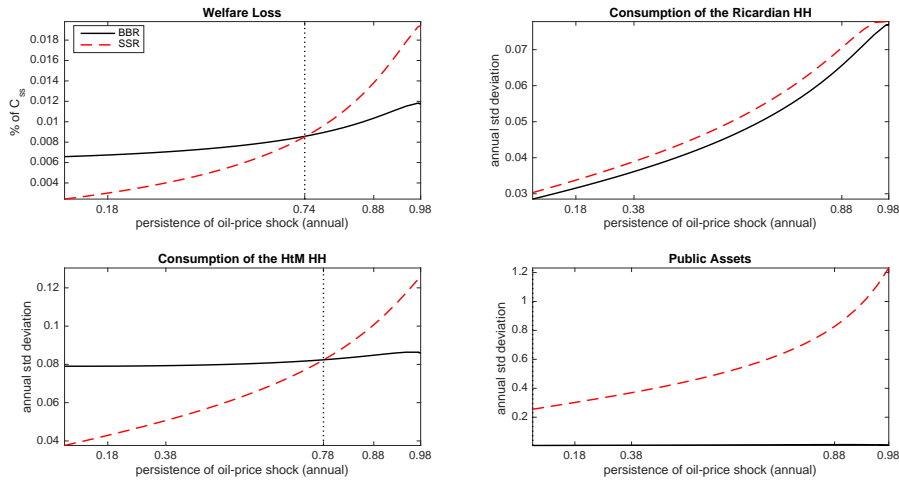 Welfare Loss
BBR
SSR
% of C_ss
0.018
0.016
0.014
0.012
0.01
0.008
0.006
0.004
0.18
0.74
0.88
0.98
persistence of oil-price shock (annual)
Consumption of the Ricardian HH
annual std deviation
0.07
0.06
0.05
0.04
0.03
0.18
0.38
0.88
0.98
persistence of oil-price shock (annual)
Consumption of the HtM HH
annual std deviation
0.12
0.1
0.08
0.06
0.04
0.18
0.38
0.78
0.88
0.98
persistence of oil-price shock (annual)
Public Assets
annual std deviation
1.2
1
0.8
0.6
0.4
0.2
0.18
0.38
0.88
0.98
persistence of oil-price shock (annual)